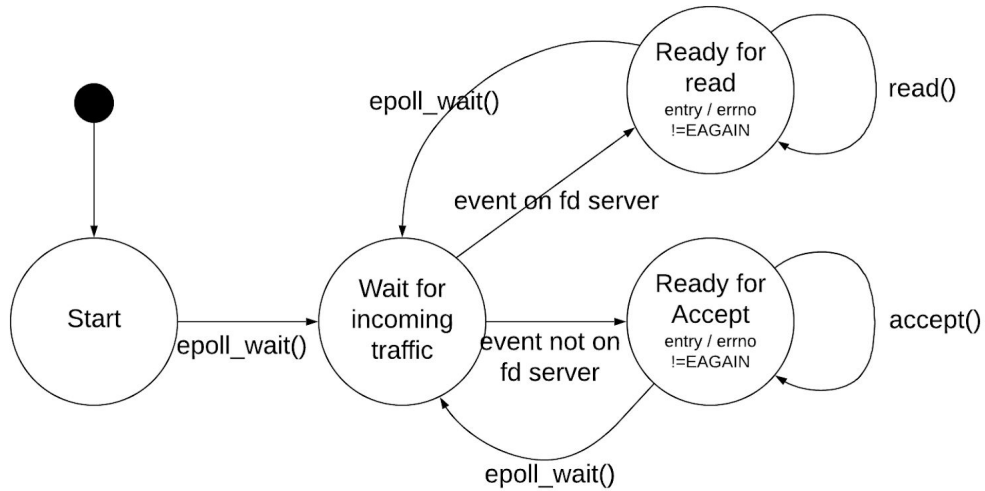 Ready for
read
entry / errno
!=EAGAIN
read()
epoll_wait()
event on fd server
Start
epoll_wait()
Wait for
incoming
traffic
event not on
fd server
Ready for
Accept
entry / errno
!=EAGAIN
accept()
epoll_wait()